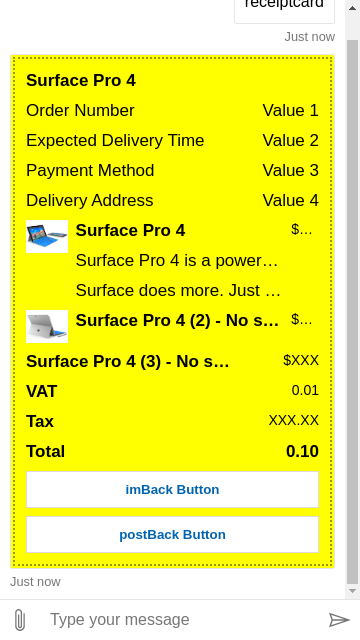 receiptcard
Just now
Surface Pro 4
Order Number Value 1
Expected Delivery Time Value 2
Payment Method Value 3
Delivery Address Value 4
Surface Pro 4 $...
Surface Pro 4 is a power...
Surface does more. Just ...
Surface Pro 4 (2) - No s... $...
Surface Pro 4 (3) - No s... $XXX
VAT 0.01
Tax XXX.XX
Total 0.10
imBack Button
postBack Button
Just now
Type your message